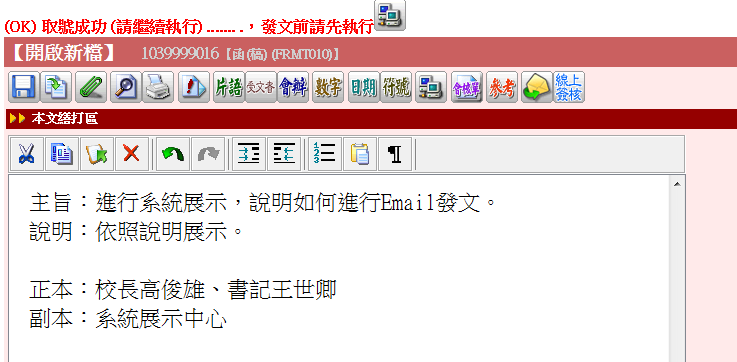 (OK) 取號成功 (請繼續執行) ........ , 發文前請先執行
【開啟新檔】 1039999016【函(稿) (FRMT010)】
片語 受文者 會辦 數字 日期 符號 會核單 參考 線上簽核
本文繕打區
主旨：進行系統展示，說明如何進行Email發文。
說明：依照說明展示。
正本：校長高俊雄、書記王世卿
副本：系統展示中心